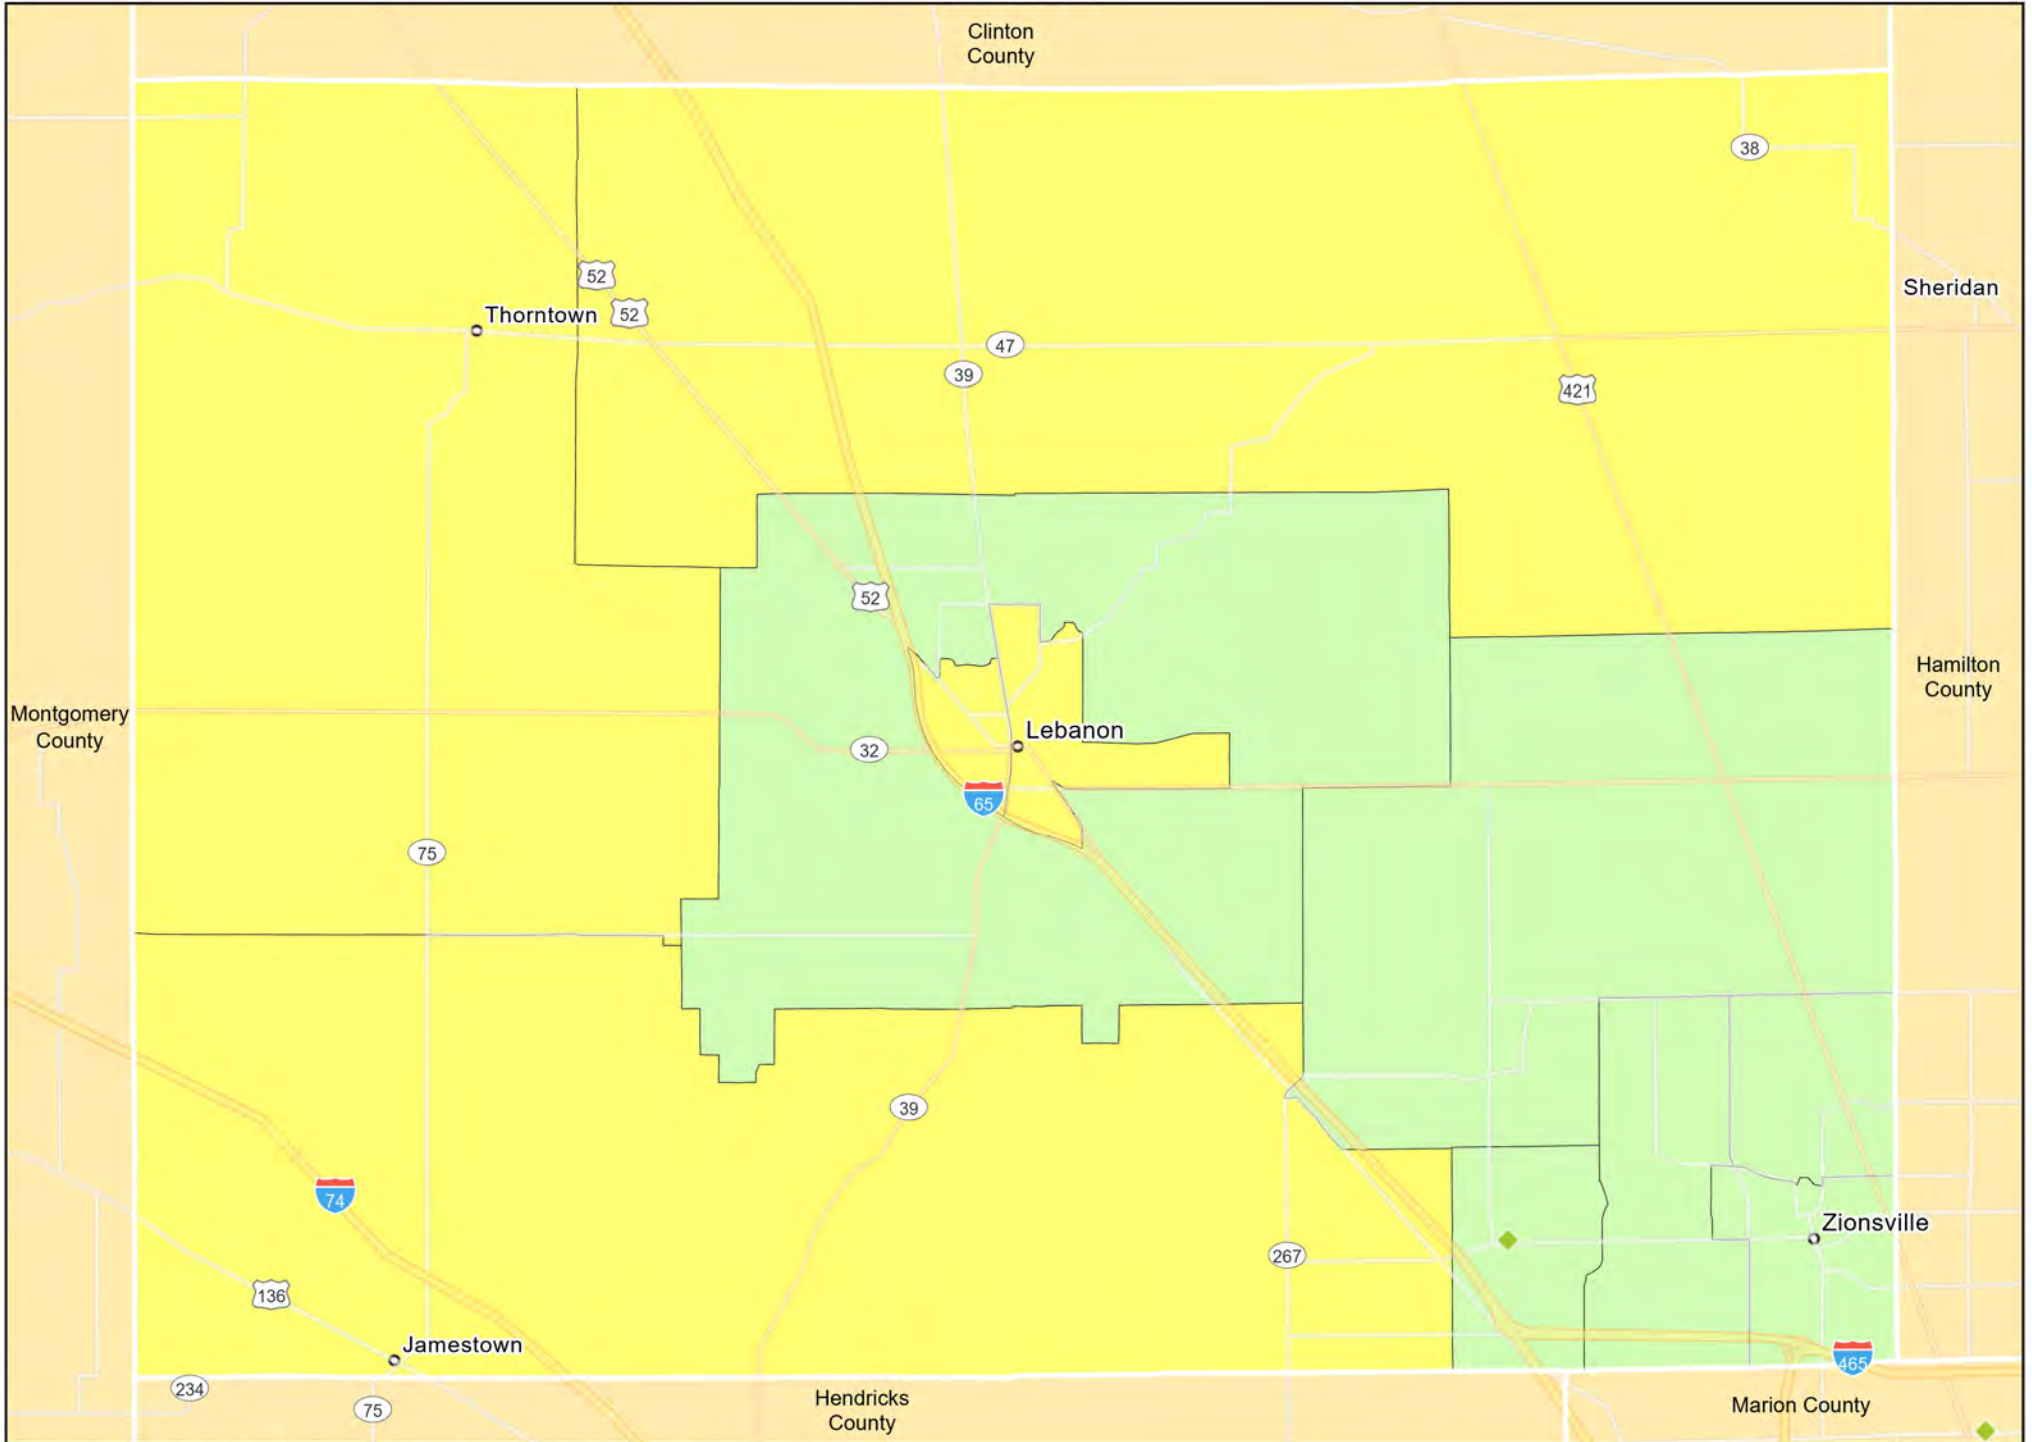 Clinton
County
38
52
Sheridan
Thorntown
52
47
39
421
52
Hamilton
County
Montgomery
County
Lebanon
32
65
75
39
74
Zionsville
267
136
Jamestown
465
234
Hendricks
County
Marion County
75